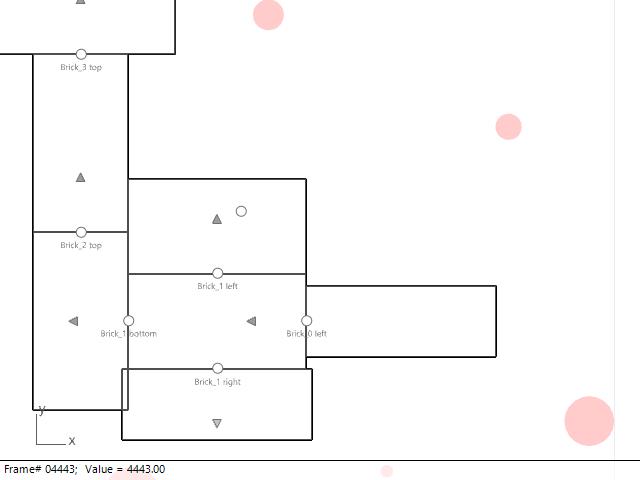 Brick_3 top
Brick_2 top
Brick_1 left
Brick_1 bottom
Brick_0 left
Brick_1 right
y
x
Frame# 04443; Value = 4443.00